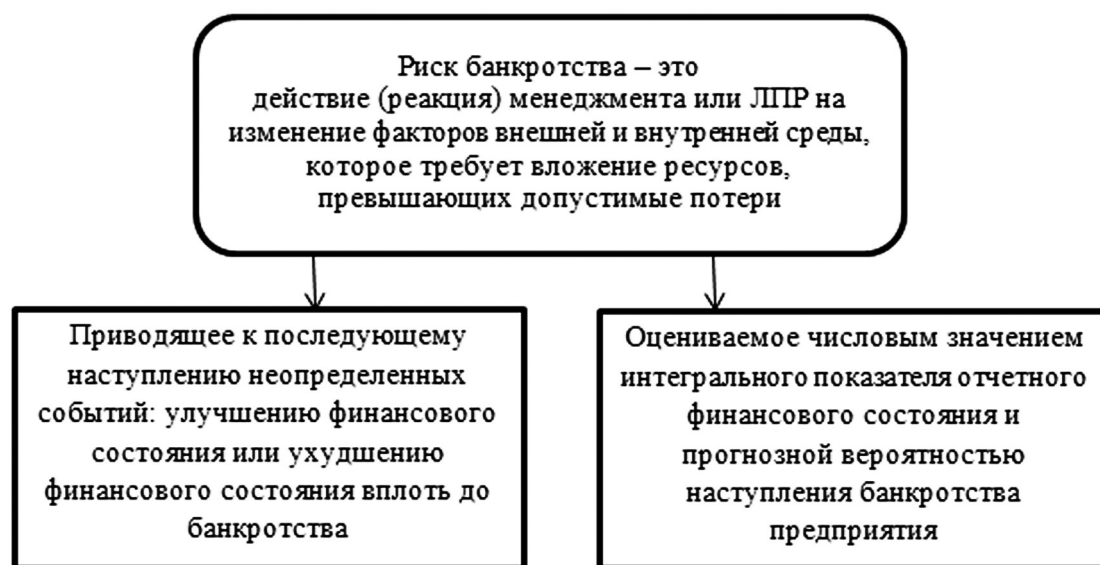 Риск банкротства – это
действие (реакция) менеджмента или ЛПР на
изменение факторов внешней и внутренней среды,
которое требует вложение ресурсов,
превышающих допустимые потери
Приводящее к последующему
наступлению неопределенных
событий: улучшению финансового
состояния или ухудшению
финансового состояния вплоть до
банкротства
Оцениваемое числовым значением
интегрального показателя отчетного
финансового состояния и
прогнозной вероятностью
наступления банкротства
предприятия